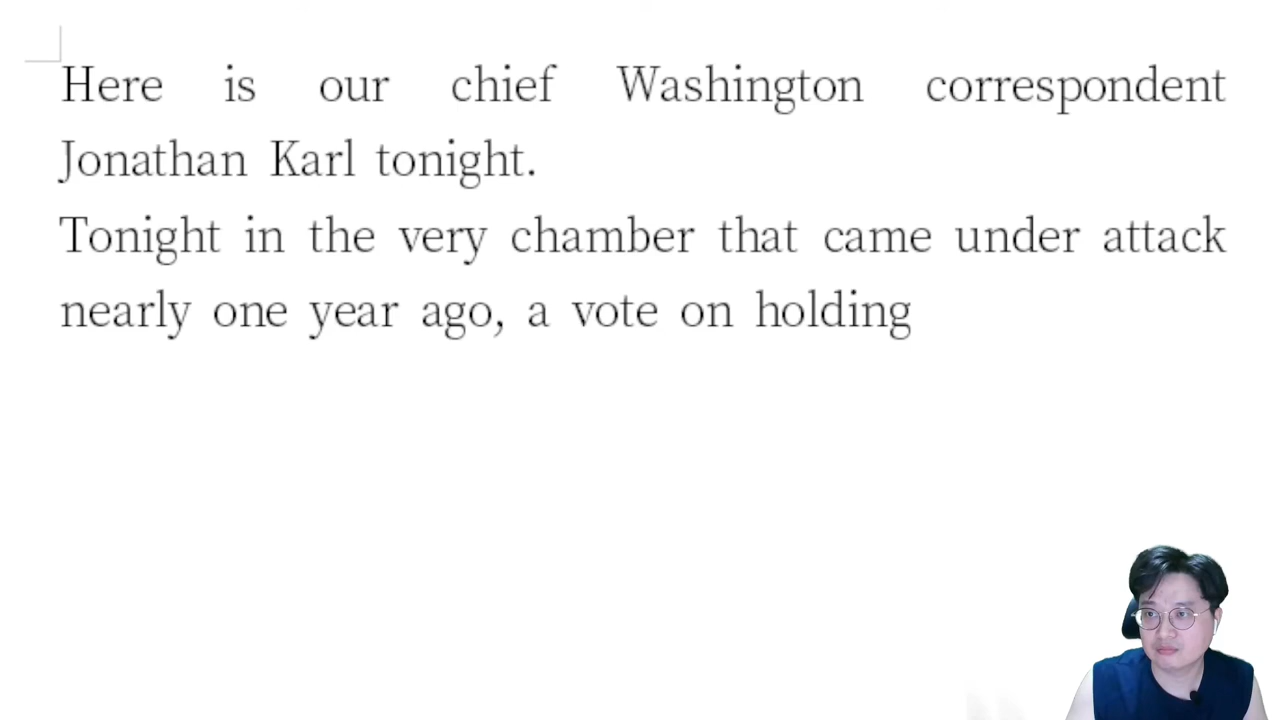 Here is our chief Washington correspondent
Jonathan Karl tonight.
Tonight in the very chamber that came under attack
nearly one year ago, a vote on holding